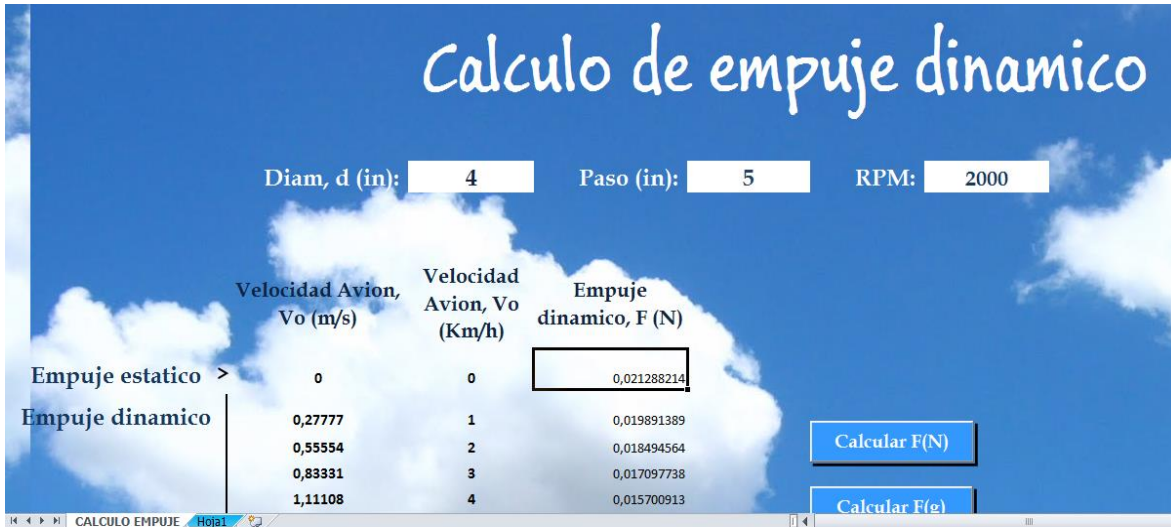 Calculo de empuje dinamico
Diam, d (in): 4 Paso (in): 5 RPM: 2000
Velocidad Avion,
Vo (m/s)
Velocidad
Avion, Vo
(Km/h)
Empuje
dinamico, F (N)
Empuje estatico > 0 0 0,021288214
Empuje dinamico 0,27777 1 0,019891389
0,55554 2 0,018494564
Calcular F(N)
0,83331 3 0,017097738
1,11108 4 0,015700913
Calcular F(g)
CALCULO EMPUJE Hoja1